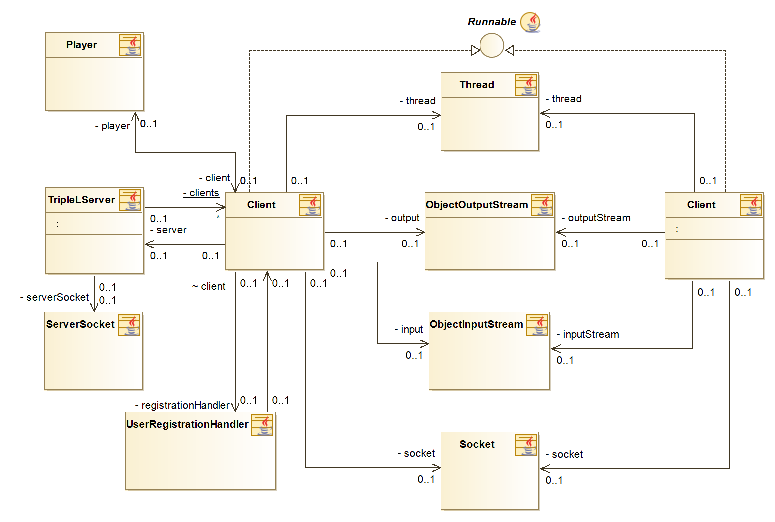 Runnable
Player
Thread
- thread
0..1
- thread
0..1
- player
0..1
- client
0..1
0..1
0..1
TripleLServer
:
- clients
0..1
*
- server
0..1
0..1
Client
ObjectOutputStream
Client
:
- output
0..1
0..1
- outputStream
0..1
0..1
- serverSocket
0..1
0..1
ServerSocket
~ client
0..1
0..1
0..1
0..1
ObjectInputStream
- input
0..1
- inputStream
0..1
0..1
0..1
- registrationHandler
0..1
0..1
UserRegistrationHandler
Socket
- socket
0..1
- socket
0..1